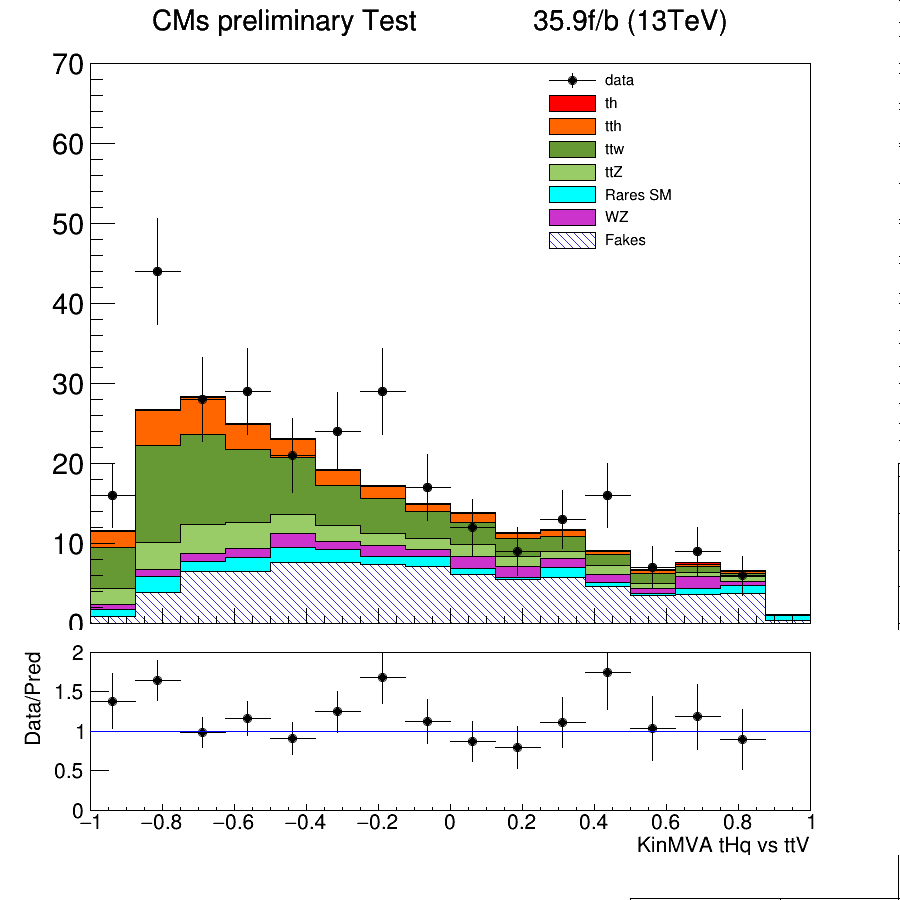 CMs preliminary Test 35.9f/b (13TeV)
70
60
50
40
30
20
10
0
data
th
tth
ttw
ttZ
Rares SM
WZ
Fakes
Data/Pred
2
1.5
1
0.5
0
−1 −0.8 −0.6 −0.4 −0.2 0 0.2 0.4 0.6 0.8 1
KinMVA tHq vs ttV